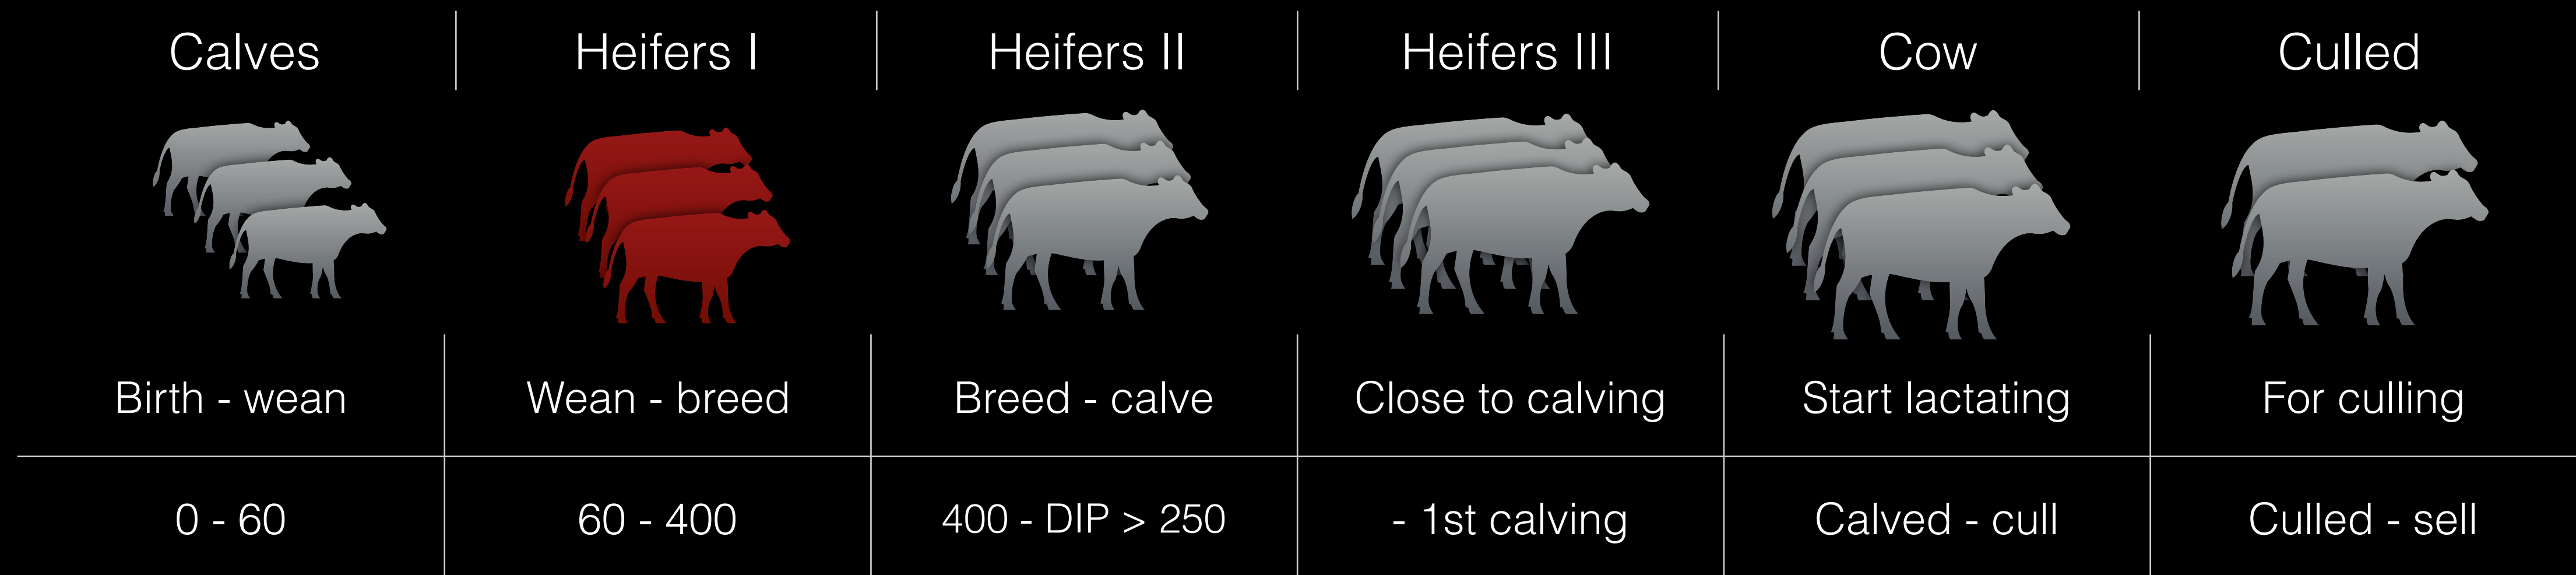 Calves
Heifers I
Heifers II
Heifers III
Cow
Culled
Birth - wean
Wean - breed
Breed - calve
Close to calving
Start lactating
For culling
0 - 60
60 - 400
400 - DIP > 250
- 1st calving
Calved - cull
Culled - sell